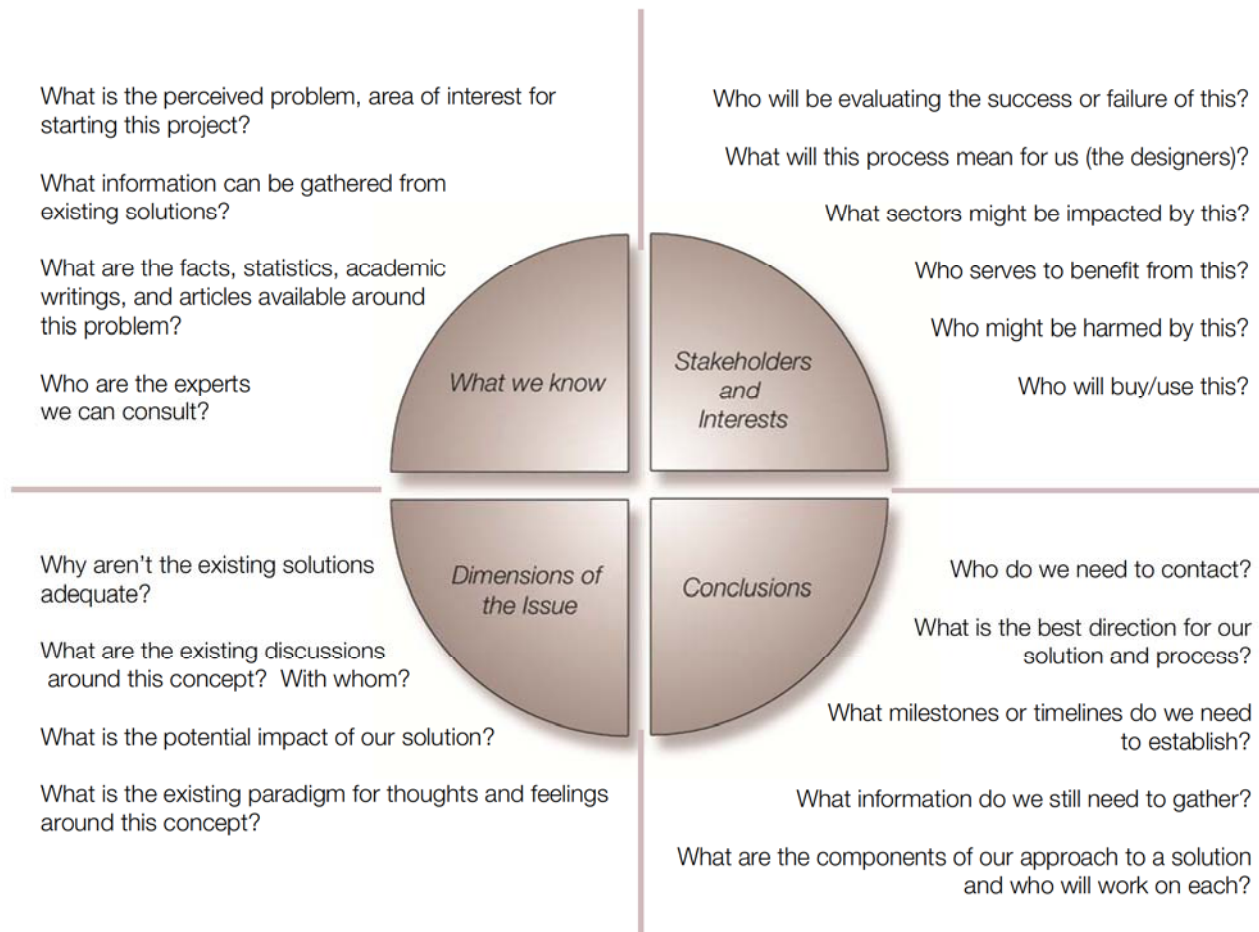 What is the perceived problem, area of interest for
starting this project?
What information can be gathered from
existing solutions?
What are the facts, statistics, academic
writings, and articles available around
this problem?
Who are the experts
we can consult?
What we know
Who will be evaluating the success or failure of this?
What will this process mean for us (the designers)?
What sectors might be impacted by this?
Who serves to benefit from this?
Who might be harmed by this?
Who will buy/use this?
Stakeholders
and
Interests
Why aren't the existing solutions
adequate?
What are the existing discussions
around this concept? With whom?
What is the potential impact of our solution?
What is the existing paradigm for thoughts and feelings
around this concept?
Dimensions of
the Issue
Conclusions
Who do we need to contact?
What is the best direction for our
solution and process?
What milestones or timelines do we need
to establish?
What information do we still need to gather?
What are the components of our approach to a solution
and who will work on each?